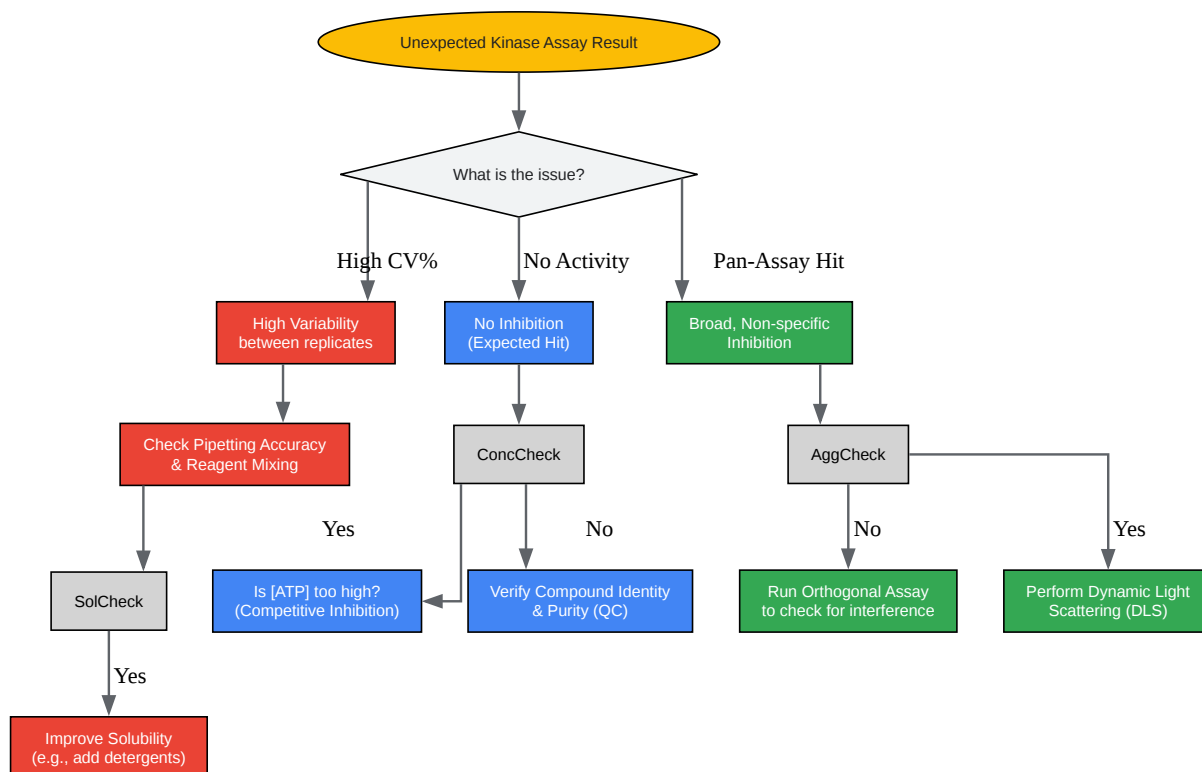 Unexpected Kinase Assay Result
What is the issue?
High CV%
No Activity
Pan-Assay Hit
High Variability
between replicates
No Inhibition
(Expected Hit)
Broad, Non-specific
Inhibition
Check Pipetting Accuracy
& Reagent Mixing
ConcCheck
AggCheck
Yes
No
No
Yes
SolCheck
Is [ATP] too high?
(Competitive Inhibition)
Verify Compound Identity
& Purity (QC)
Run Orthogonal Assay
to check for interference
Perform Dynamic Light
Scattering (DLS)
Yes
Improve Solubility
(e.g., add detergents)